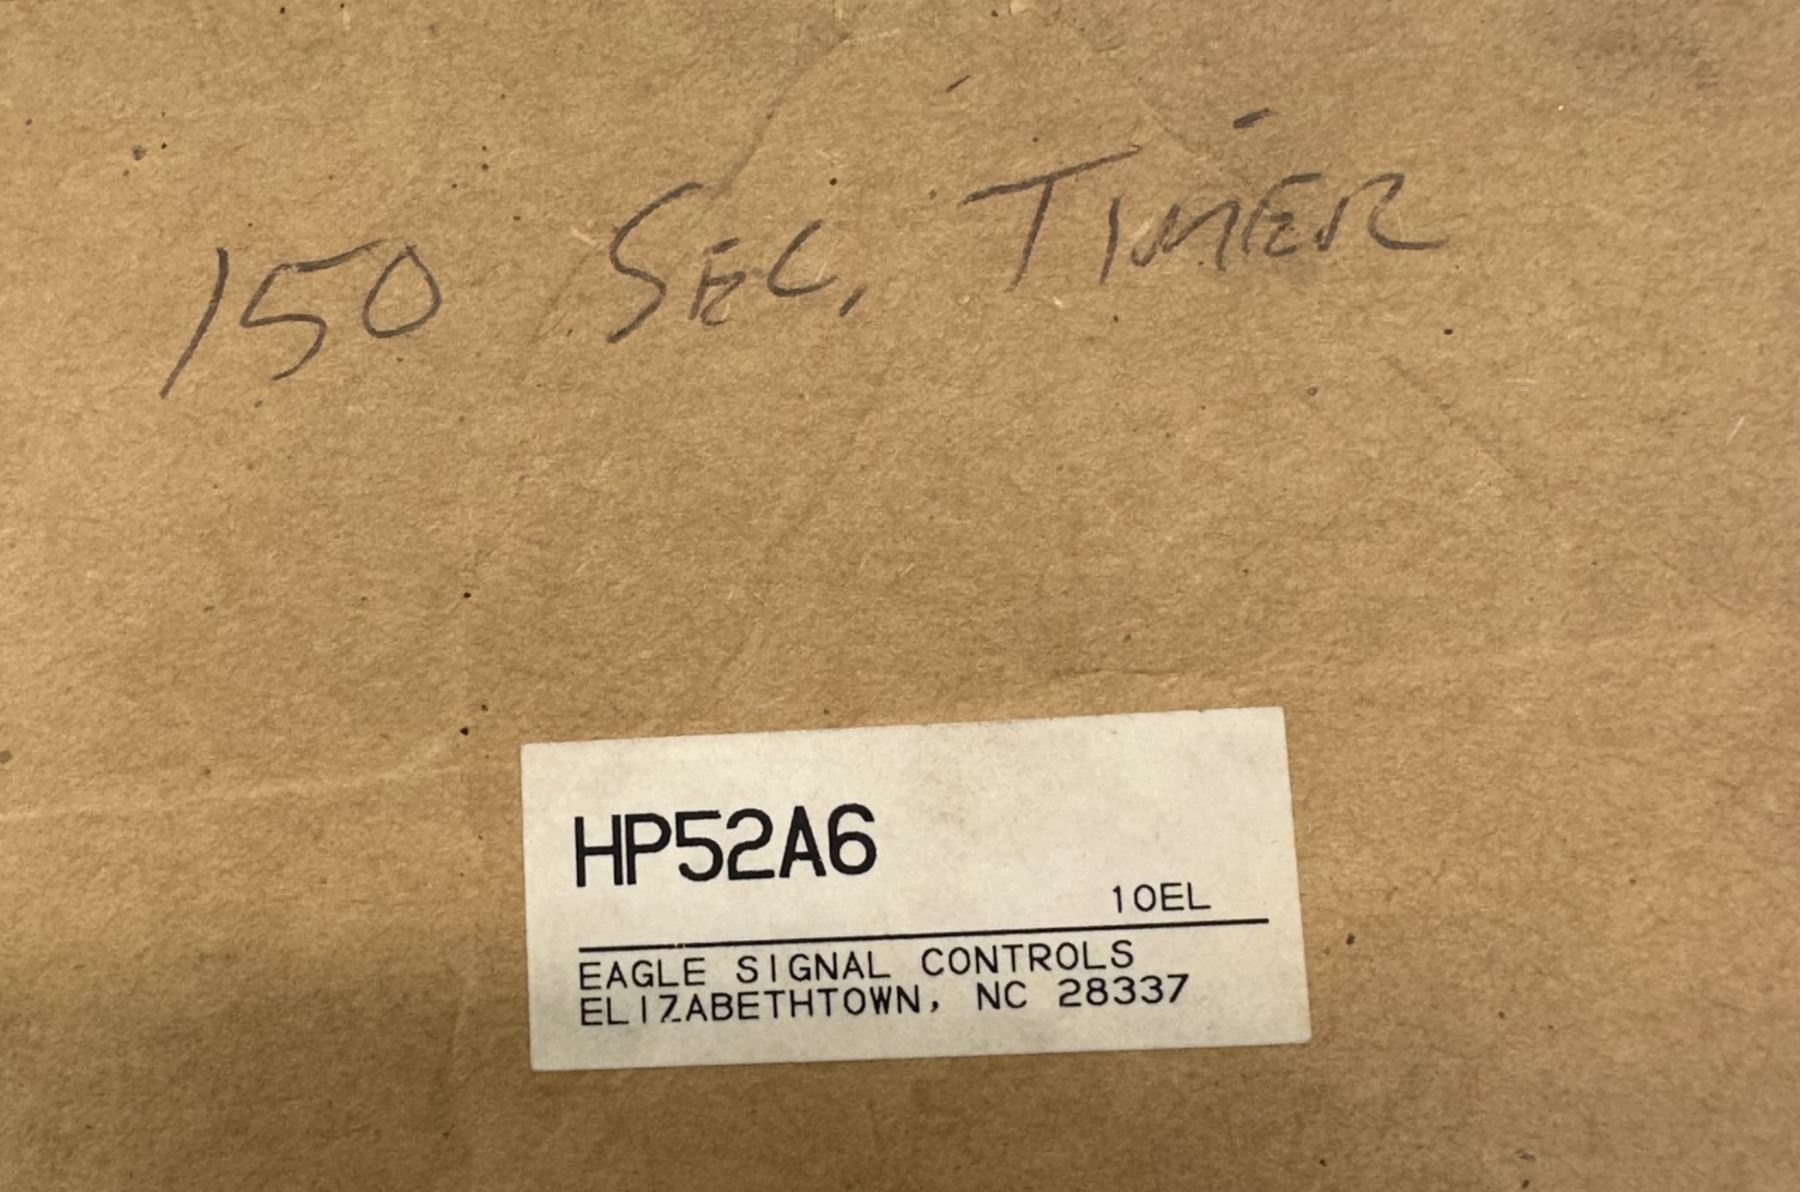 150 SEC. TIMER
HP52A6
10EL
EAGLE SIGNAL CONTROLS
ELIZABETHTOWN, NC 28337